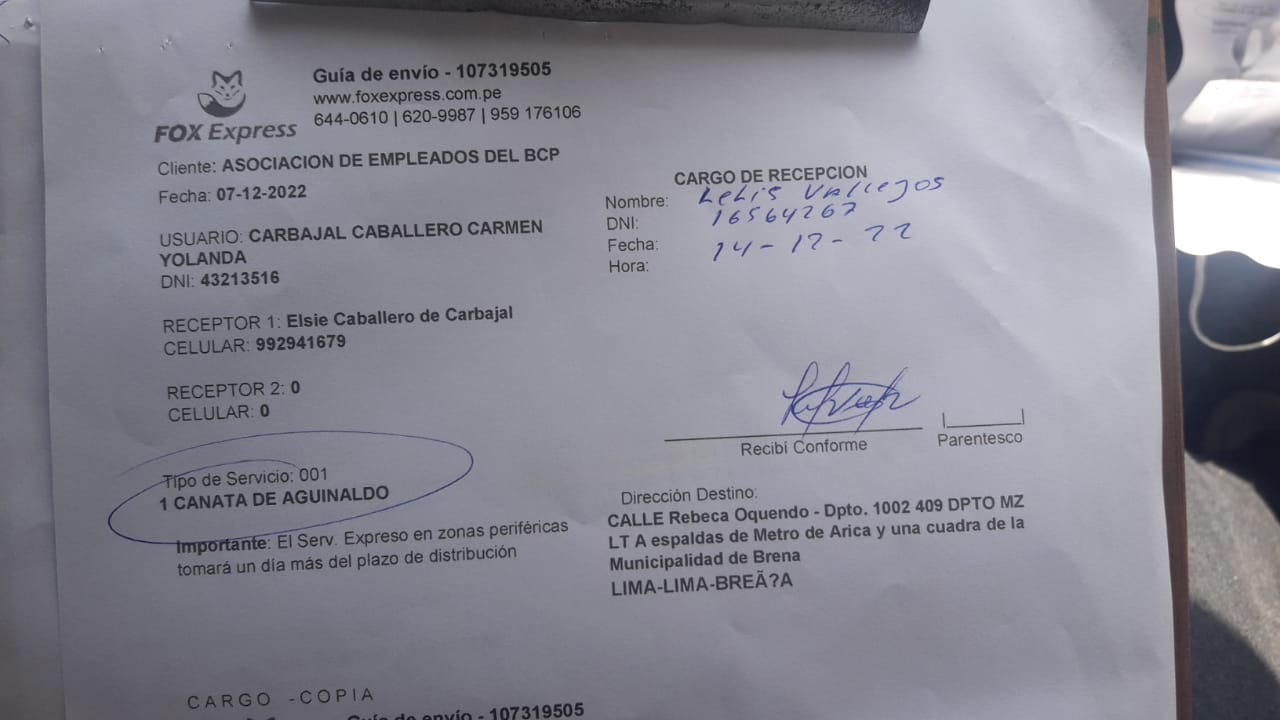 Guía de envío - 107319505
www.foxexpress.com.pe
644-0610 | 620-9987 | 959 176106
FOX Express
Cliente: ASOCIACION DE EMPLEADOS DEL BCP
Fecha: 07-12-2022
USUARIO: CARBAJAL CABALLERO CARMEN
YOLANDA
DNI: 43213516
RECEPTOR 1: Elsie Caballero de Carbajal
CELULAR: 992941679
RECEPTOR 2: 0
CELULAR: 0
Tipo de Servicio: 001
1 CANATA DE AGUINALDO
Importante: El Serv. Expreso en zonas periféricas
tomará un día más del plazo de distribución
CARGO DE RECEPCION
Nombre: Lelis Vallejos
DNI: 16564267
Fecha: 14-12-22
Hora:
Recibí Conforme
Parentesco
Dirección Destino:
CALLE Rebeca Oquendo - Dpto. 1002 409 DPTO MZ
LT A espaldas de Metro de Arica y una cuadra de la
Municipalidad de Brena
LIMA-LIMA-BREÃ?A
CARGO -COPIA
Guía de envío - 107319505